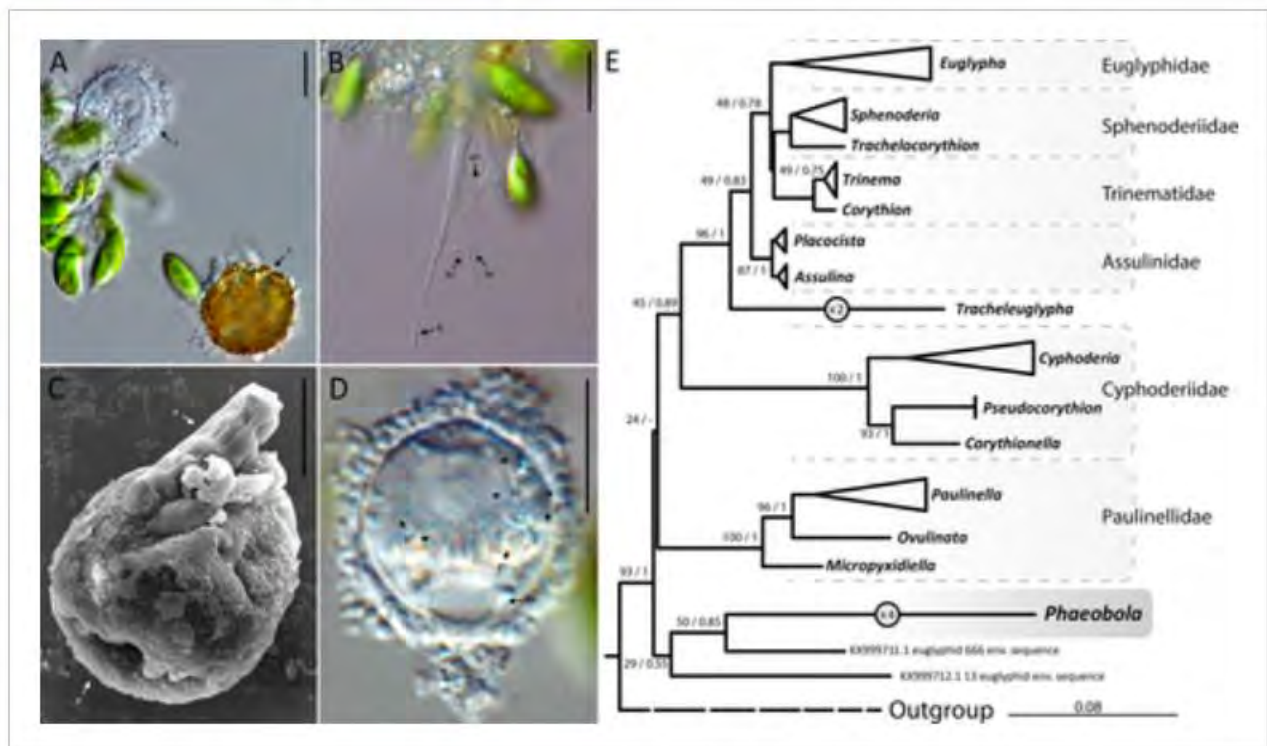 A
B
C
D
E
Euglypha
Euglyphidae
48 / 0.78
Sphenoderia
Sphenoderiidae
Trachelocorythion
49 / 0.83
49 / 0.75
Trinema
Trinematidae
Corythion
96 / 1
Placocista
87 / 1
Assulina
Assulinidae
45 / 0.89
x2
Tracheleuglypha
Cyphoderia
100 / 1
Cyphoderiidae
Pseudocorythion
24 / -
93 / 1
Corythionella
Paulinella
96 / 1
Paulinellidae
Ovulinata
100 / 1
Micropyxidiella
93 / 1
x4
Phaeobola
50 / 0.85
KX999711.1 euglyphid 666 env. sequence
29 / 0.55
KX999712.1 13 euglyphid env. sequence
Outgroup
0.08